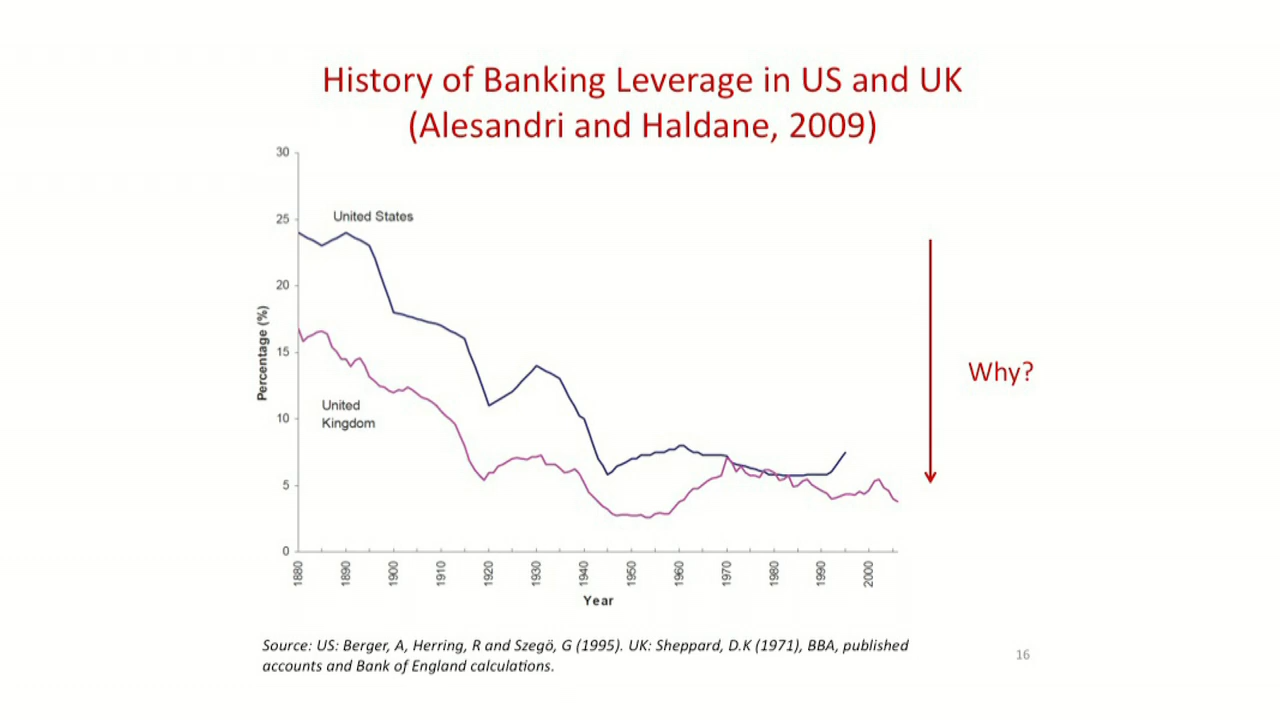 History of Banking Leverage in US and UK
(Alesandri and Haldane, 2009)
30
25
20
15
10
5
0
Percentage (%)
United States
United
Kingdom
Why?
1880
1890
1900
1910
1920
1930
1940
1950
1960
1970
1980
1990
2000
Year
Source: US: Berger, A, Herring, R and Szegö, G (1995). UK: Sheppard, D.K (1971), BBA, published
accounts and Bank of England calculations.
16